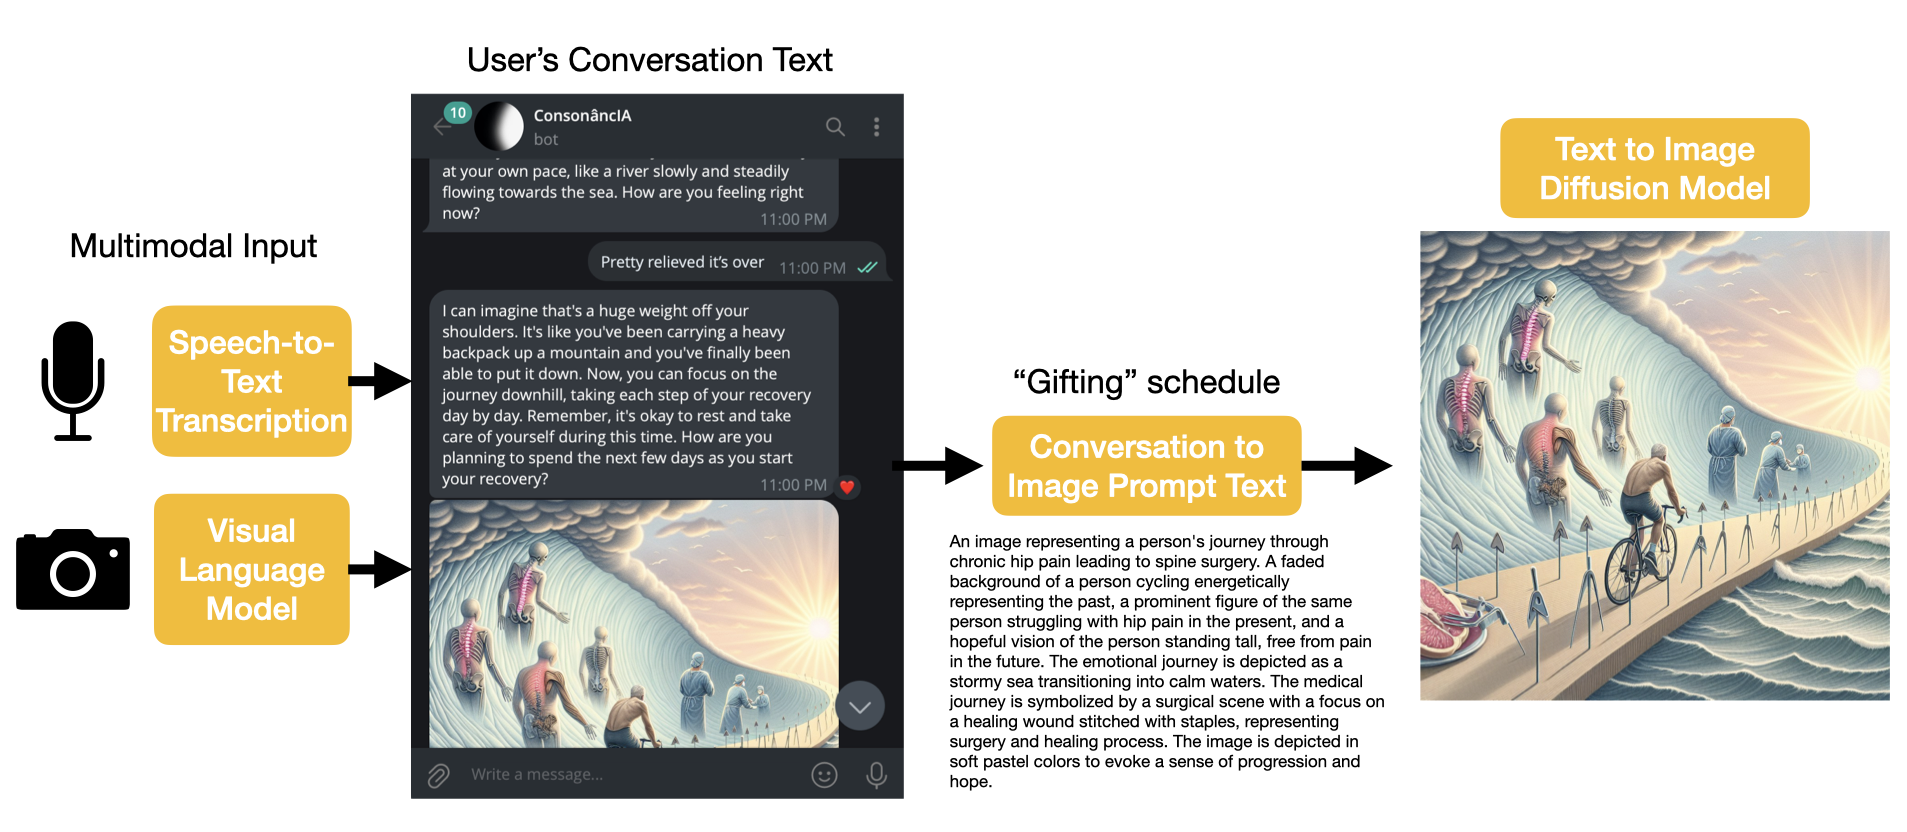 User’s Conversation Text
Multimodal Input
Speech-to-
Text
Transcription
Visual
Language
Model
10
ConsonâncIA
bot
at your own pace, like a river slowly and steadily
flowing towards the sea. How are you feeling right
now?
11:00 PM
Pretty relieved it’s over 11:00 PM
I can imagine that's a huge weight off your
shoulders. It's like you've been carrying a heavy
backpack up a mountain and you've finally been
able to put it down. Now, you can focus on the
journey downhill, taking each step of your recovery
day by day. Remember, it's okay to rest and take
care of yourself during this time. How are you
planning to spend the next few days as you start
your recovery?
11:00 PM
Write a message...
“Gifting” schedule
Conversation to
Image Prompt Text
An image representing a person's journey through
chronic hip pain leading to spine surgery. A faded
background of a person cycling energetically
representing the past, a prominent figure of the same
person struggling with hip pain in the present, and a
hopeful vision of the person standing tall, free from pain
in the future. The emotional journey is depicted as a
stormy sea transitioning into calm waters. The medical
journey is symbolized by a surgical scene with a focus on
a healing wound stitched with staples, representing
surgery and healing process. The image is depicted in
soft pastel colors to evoke a sense of progression and
hope.
Text to Image
Diffusion Model